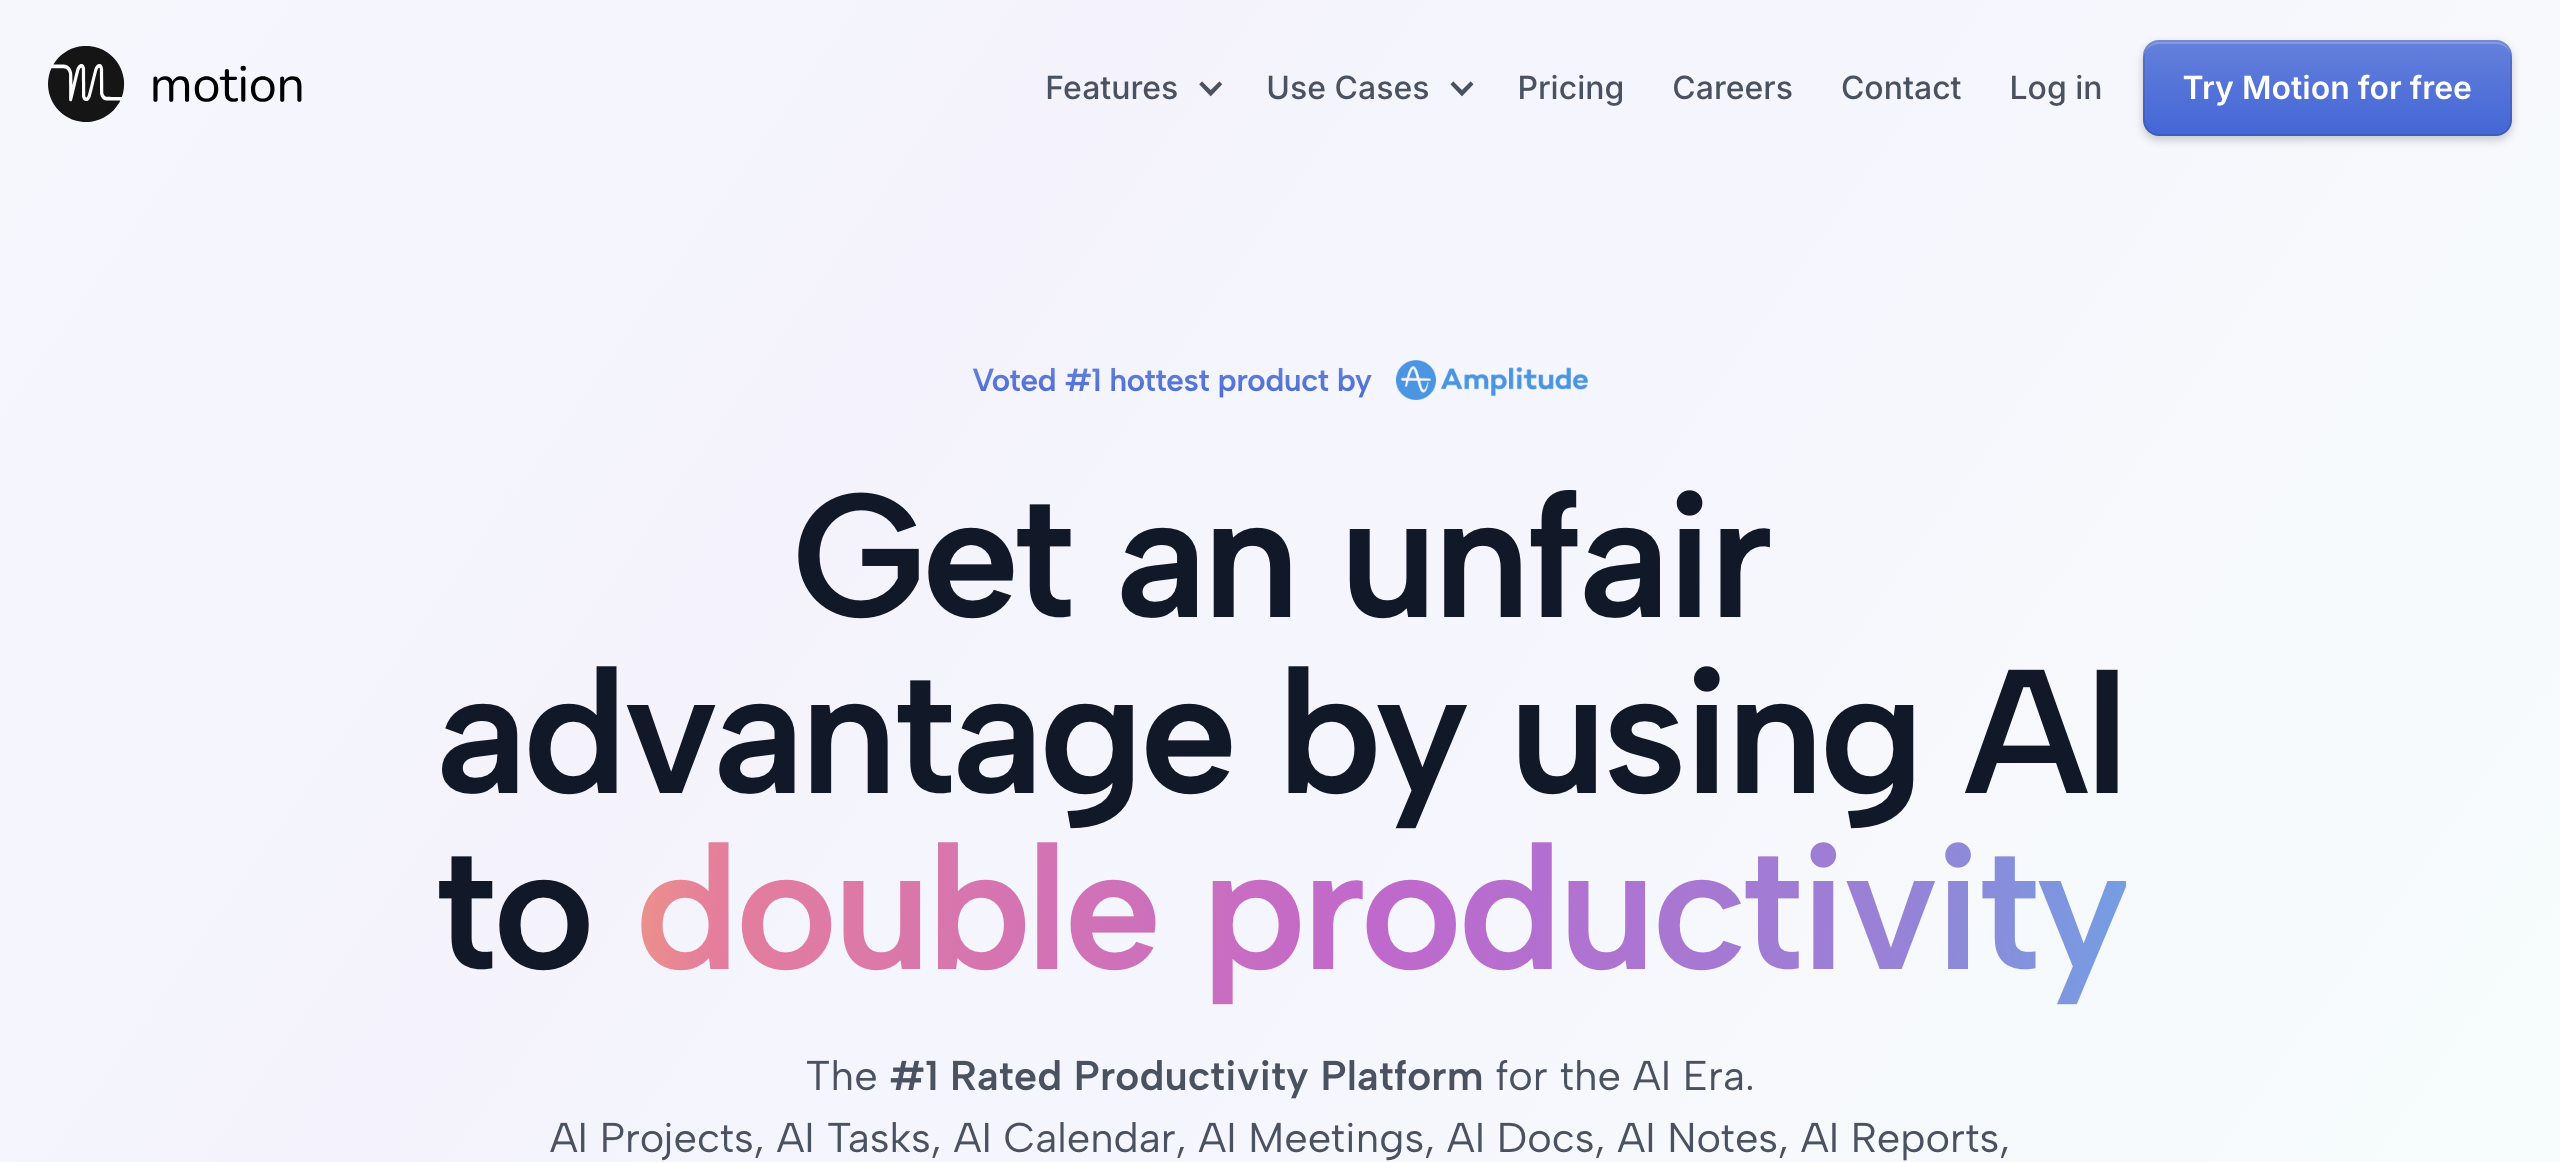 motion
Features Use Cases Pricing Careers Contact Log in Try Motion for free
Voted #1 hottest product by Amplitude
Get an unfair
advantage by using AI
to double productivity
The #1 Rated Productivity Platform for the AI Era.
AI Projects, AI Tasks, AI Calendar, AI Meetings, AI Docs, AI Notes, AI Reports,